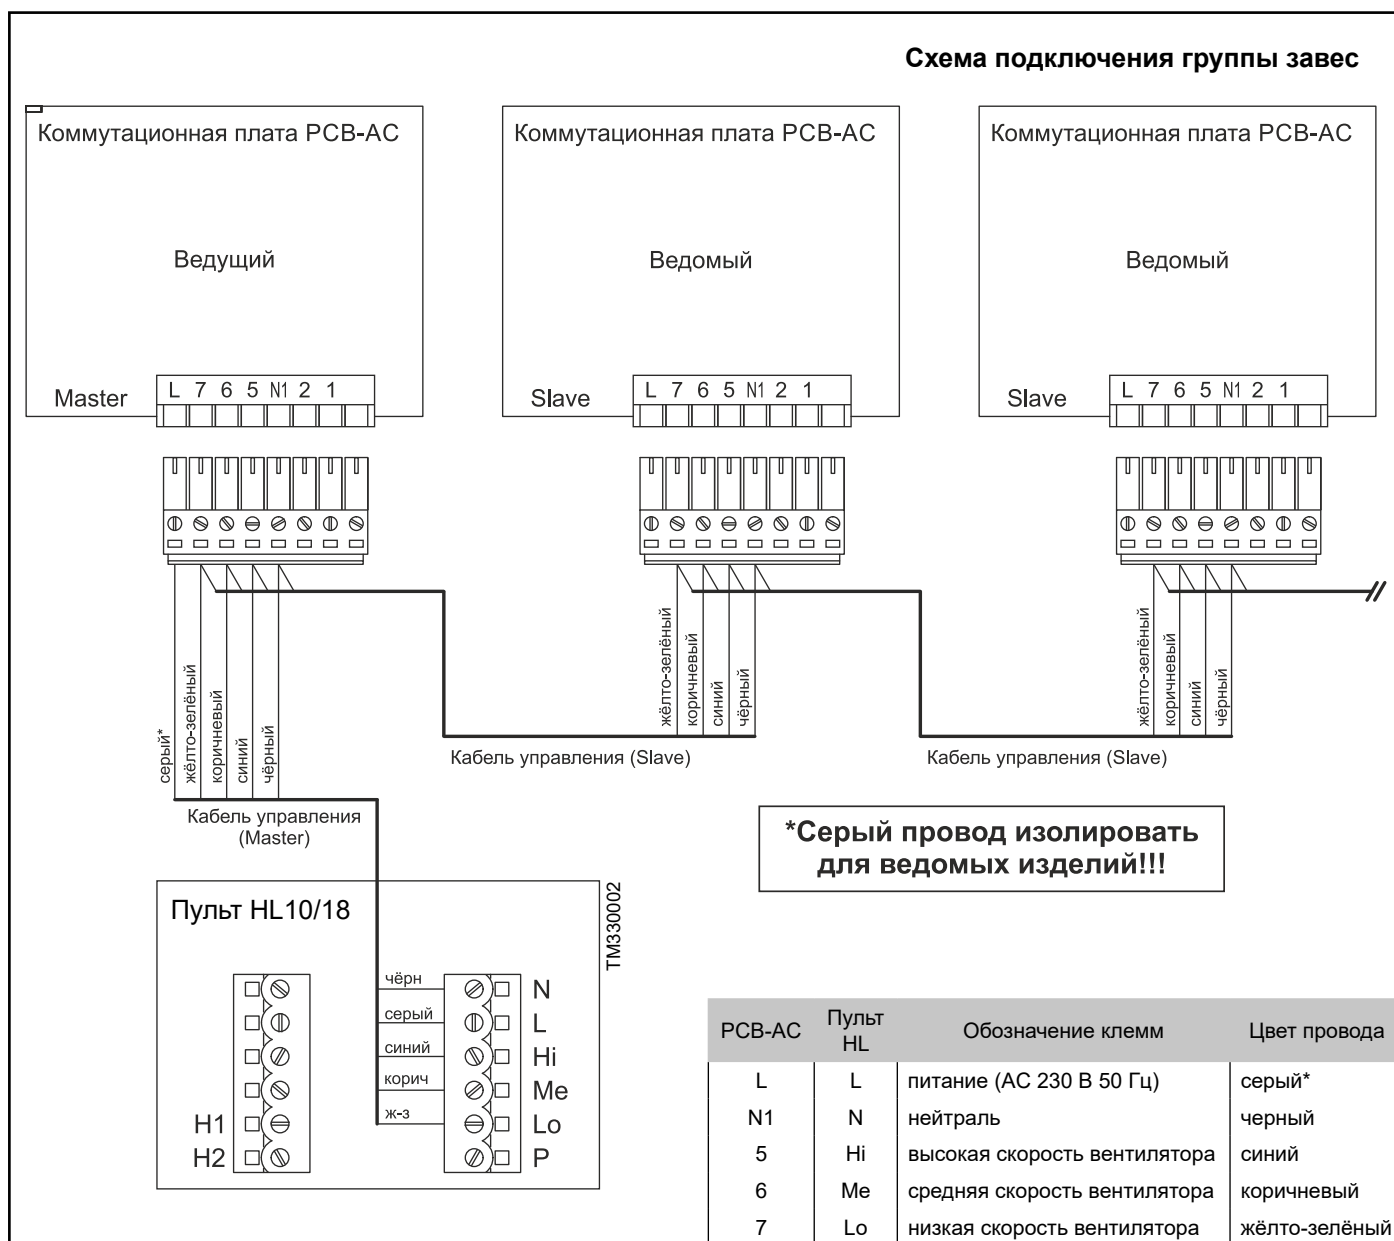 Схема подключения группы завес
Коммутационная плата PCB-AC
Ведущий
Master
L 7 6 5 N1 2 1
Коммутационная плата PCB-AC
Ведомый
Slave
L 7 6 5 N1 2 1
Коммутационная плата PCB-AC
Ведомый
Slave
L 7 6 5 N1 2 1
серый*
жёлто-зелёный
коричневый
синий
чёрный
Кабель управления
(Master)
жёлто-зелёный
коричневый
синий
чёрный
Кабель управления (Slave)
жёлто-зелёный
коричневый
синий
чёрный
Кабель управления (Slave)
*Серый провод изолировать
для ведомых изделий!!!
Пульт HL10/18
TM330002
H1
H2
чёрн N
серый L
синий Hi
корич Me
ж-з Lo
P
PCB-AC Пульт HL Обозначение клемм Цвет провода
L L питание (AC 230 В 50 Гц) серый*
N1 N нейтраль черный
5 Hi высокая скорость вентилятора синий
6 Me средняя скорость вентилятора коричневый
7 Lo низкая скорость вентилятора жёлто-зелёный